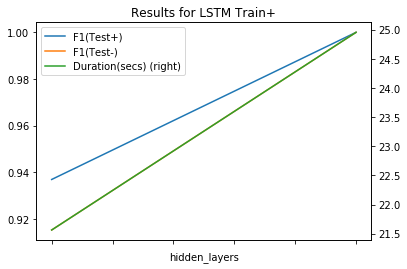 Results for LSTM Train+
F1(Test+)
F1(Test-)
Duration(secs) (right)
1.00
0.98
0.96
0.94
0.92
25.0
24.5
24.0
23.5
23.0
22.5
22.0
21.5
hidden_layers